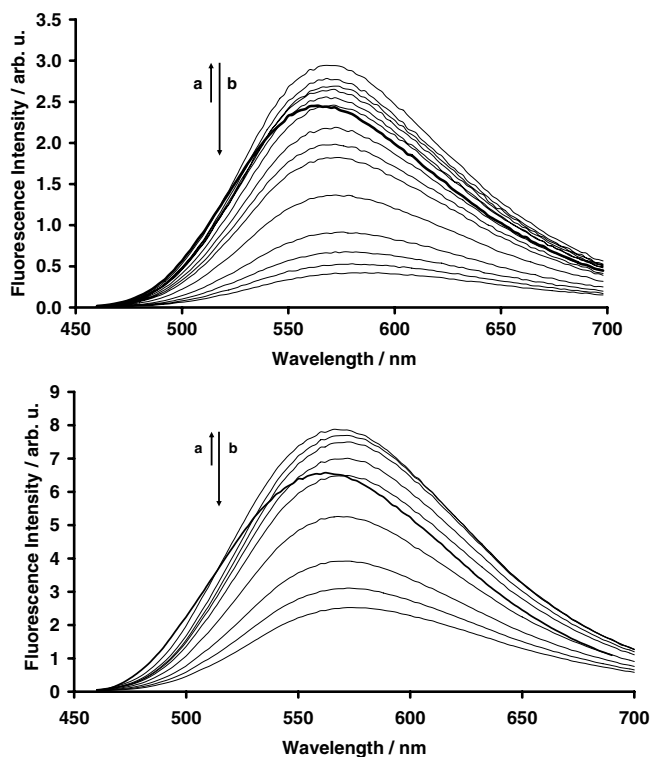 Fluorescence Intensity / arb. u.
3.5
3.0
2.5
2.0
1.5
1.0
0.5
0.0
a b
450 500 550 600 650 700
Wavelength / nm
Fluorescence Intensity / arb. u.
9
8
7
6
5
4
3
2
1
0
a b
450 500 550 600 650 700
Wavelength / nm